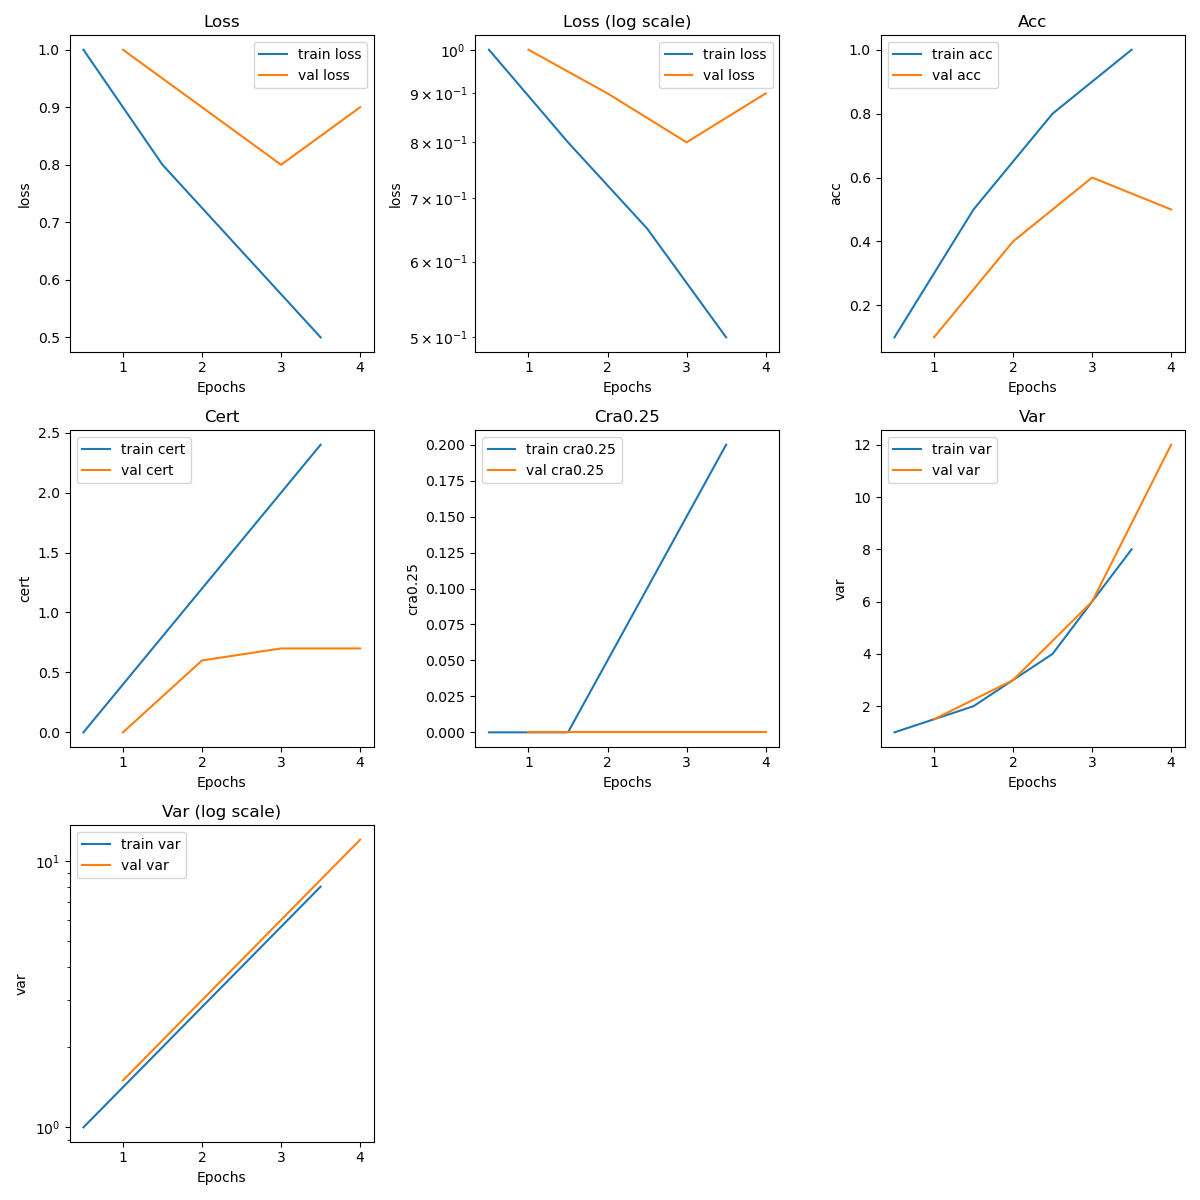 Loss
train loss
val loss
1.0
0.9
0.8
0.7
0.6
0.5
loss
1
2
3
4
Epochs
Loss (log scale)
train loss
val loss
10⁰
9 × 10⁻¹
8 × 10⁻¹
7 × 10⁻¹
6 × 10⁻¹
5 × 10⁻¹
loss
1
2
3
4
Epochs
Acc
train acc
val acc
1.0
0.8
0.6
0.4
0.2
acc
1
2
3
4
Epochs
Cert
train cert
val cert
2.5
2.0
1.5
1.0
0.5
0.0
cert
1
2
3
4
Epochs
Cra0.25
train cra0.25
val cra0.25
0.200
0.175
0.150
0.125
0.100
0.075
0.050
0.025
0.000
cra0.25
1
2
3
4
Epochs
Var
train var
val var
12
10
8
6
4
2
var
1
2
3
4
Epochs
Var (log scale)
train var
val var
10¹
10⁰
var
1
2
3
4
Epochs